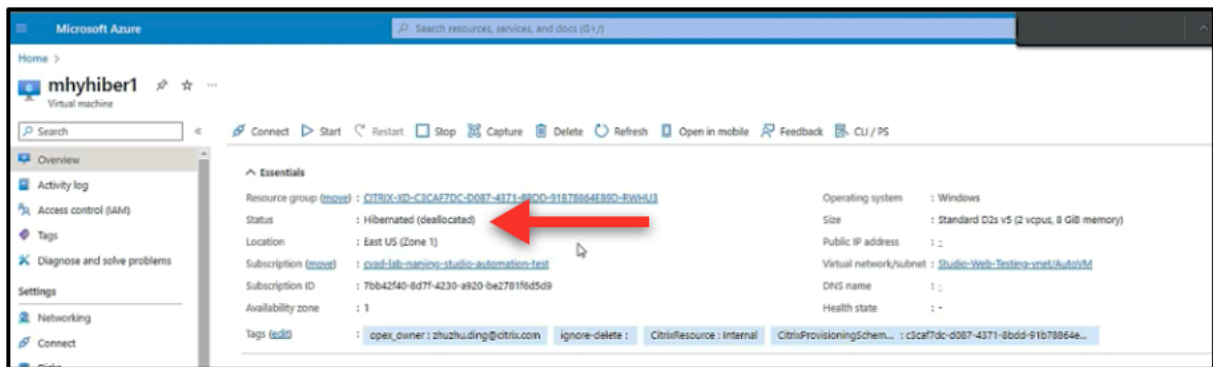 Microsoft Azure
Search resources, services, and docs (G+/)
Home >
mhyhiber1
Virtual machine
Search
Connect Start Restart Stop Capture Delete Refresh Open in mobile Feedback CLI / PS
Overview
Activity log
Access control (IAM)
Tags
Diagnose and solve problems
Settings
Networking
Connect
Disks
Essentials
Resource group (move) : CITRIX-XD-C3CAF7DC-D087-4371-8BDD-91B78864E89D-RWHU3
Status : Hibernated (deallocated)
Location : East US (Zone 1)
Subscription (move) : cvad-lab-nanjing-studio-automation-test
Subscription ID : 7bb42f40-8d7f-4230-a920-be2781f6d5d9
Availability zone : 1
Operating system : Windows
Size : Standard D2s v5 (2 vcpus, 8 GiB memory)
Public IP address : -
Virtual network/subnet : Studio-Web-Testing-vnet/AutoVM
DNS name : -
Health state : -
Tags (edit) : opex_owner : zhuzhu.ding@citrix.com ignore-delete : CitrixResource : Internal CitrixProvisioningSchem... : c3caf7dc-d087-4371-8bdd-91b78864e...